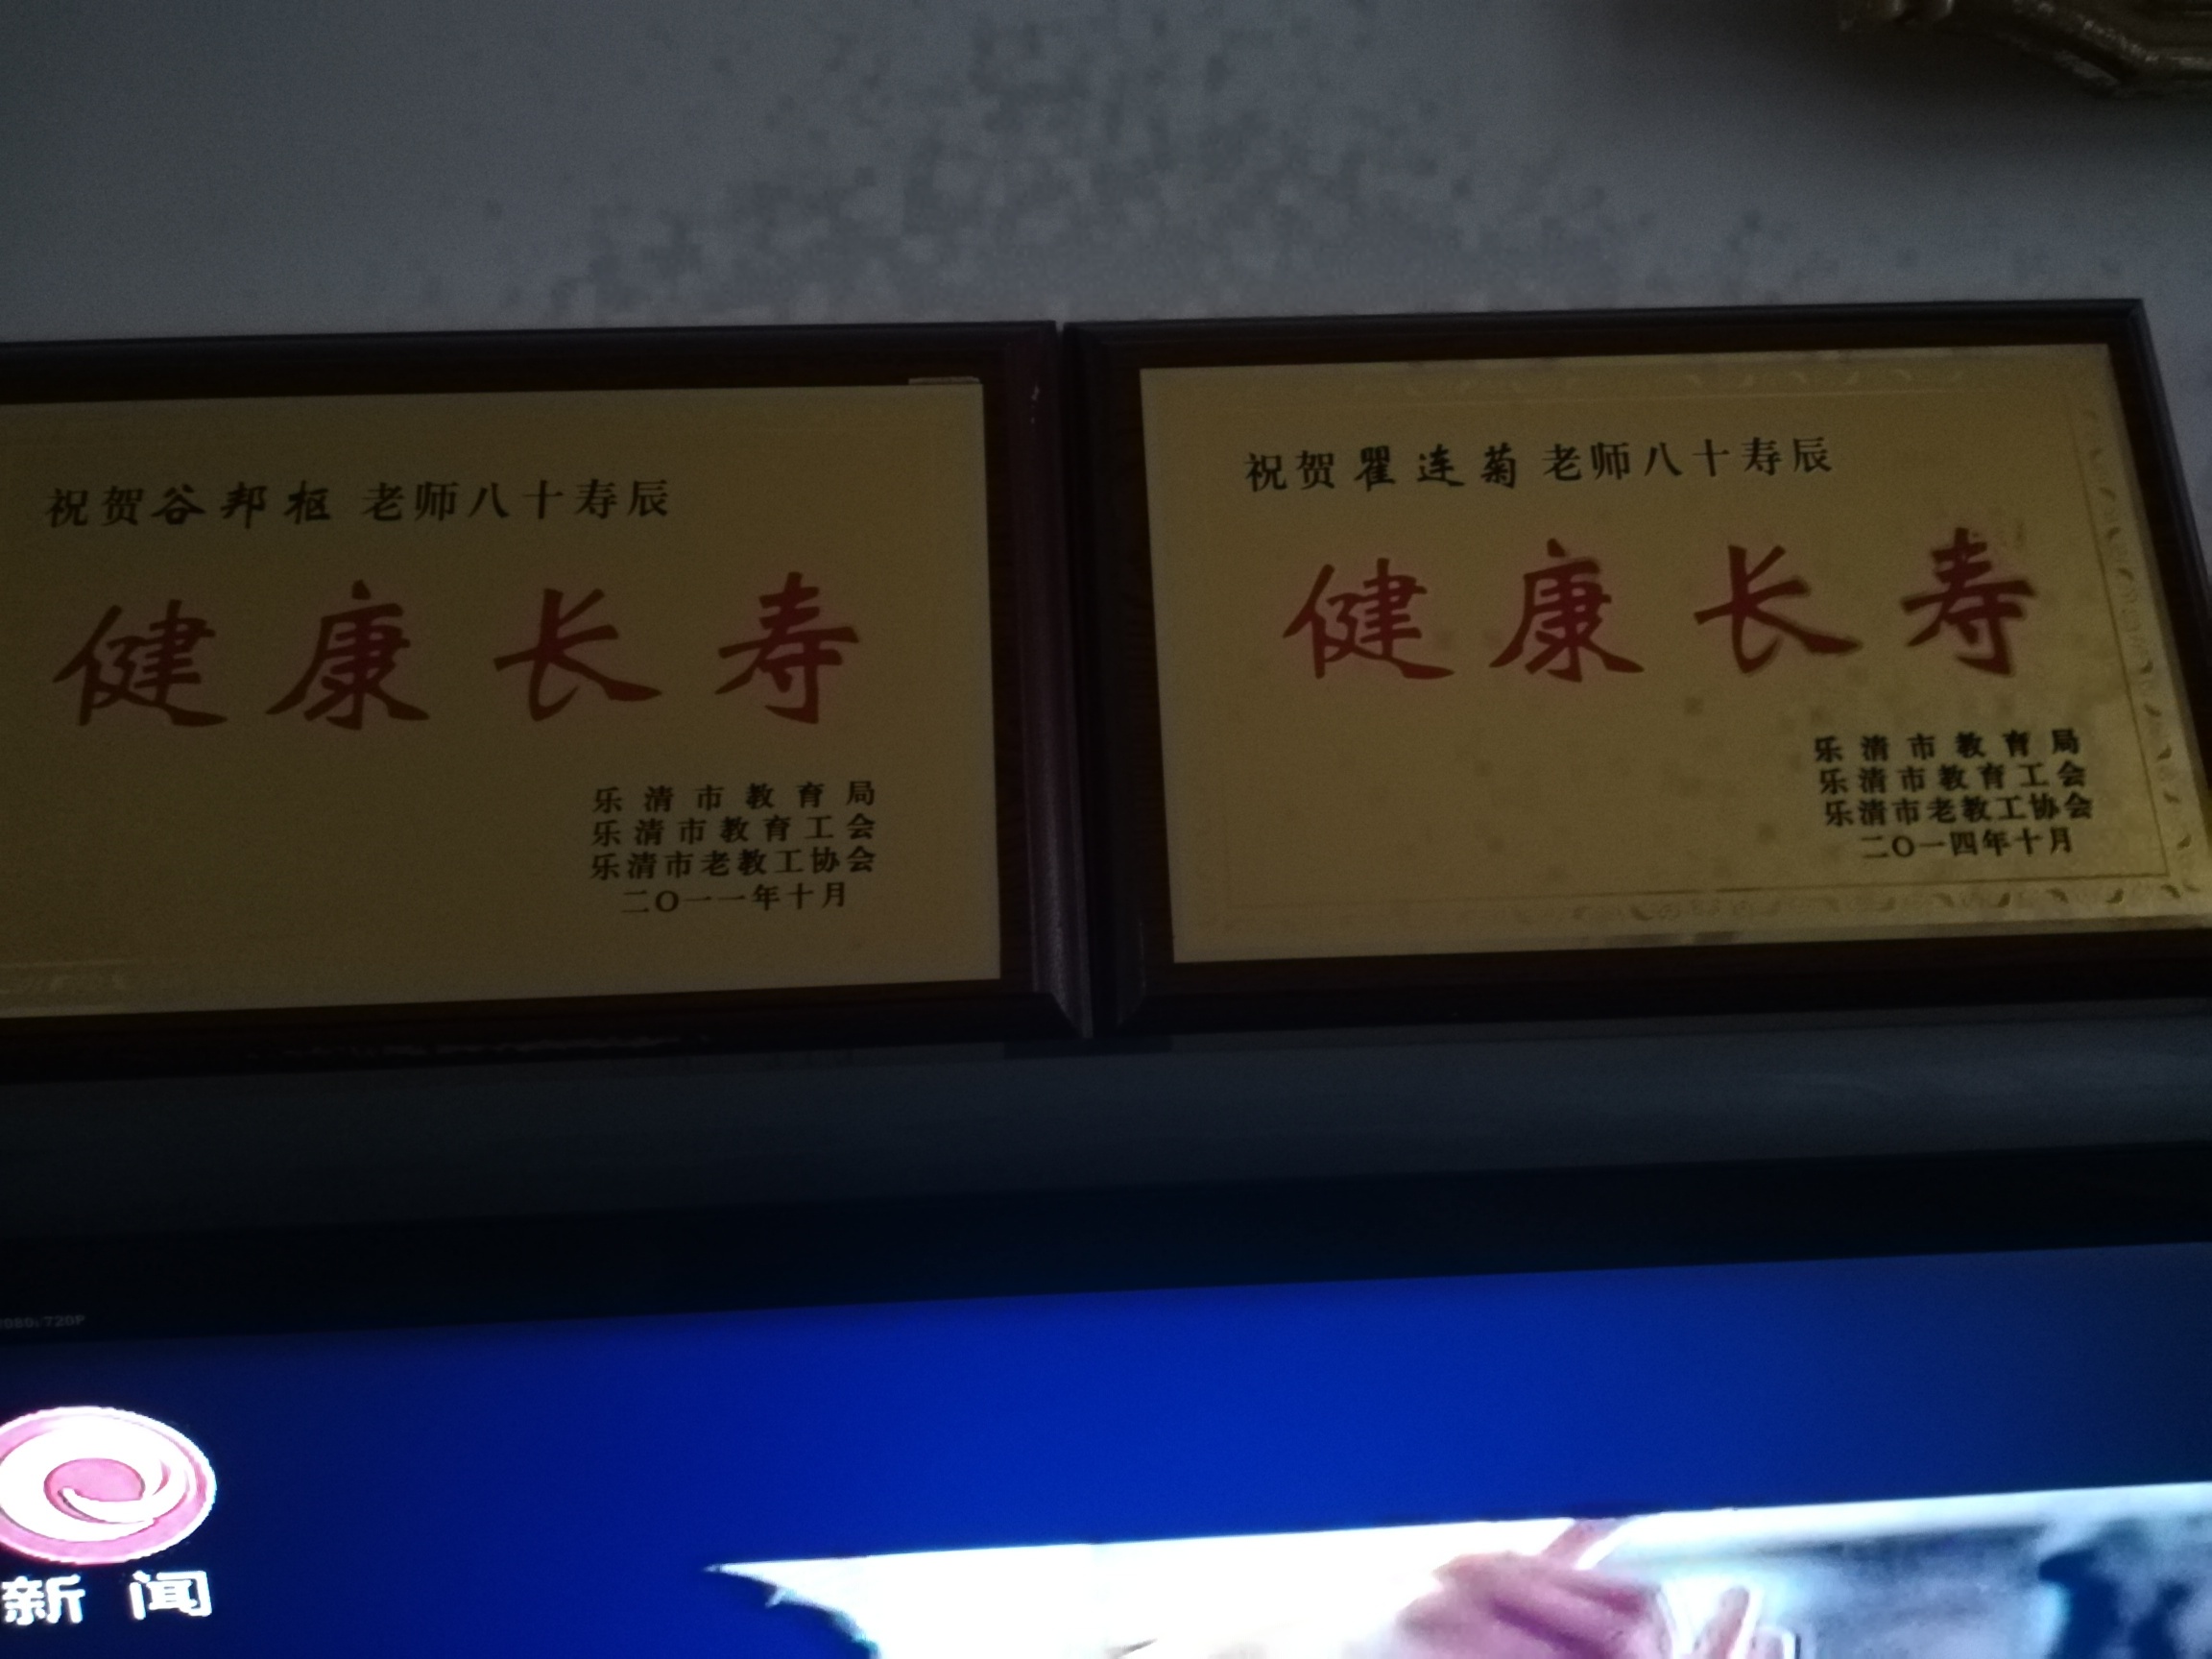 祝贺谷邦枢 老师八十寿辰
健康长寿
乐清市教育局
乐清市教育工会
乐清市老教工协会
二〇一一年十月
祝贺瞿连菊老师八十寿辰
健康长寿
乐清市教育局
乐清市教育工会
乐清市老教工协会
二〇一四年十月
720P
新闻